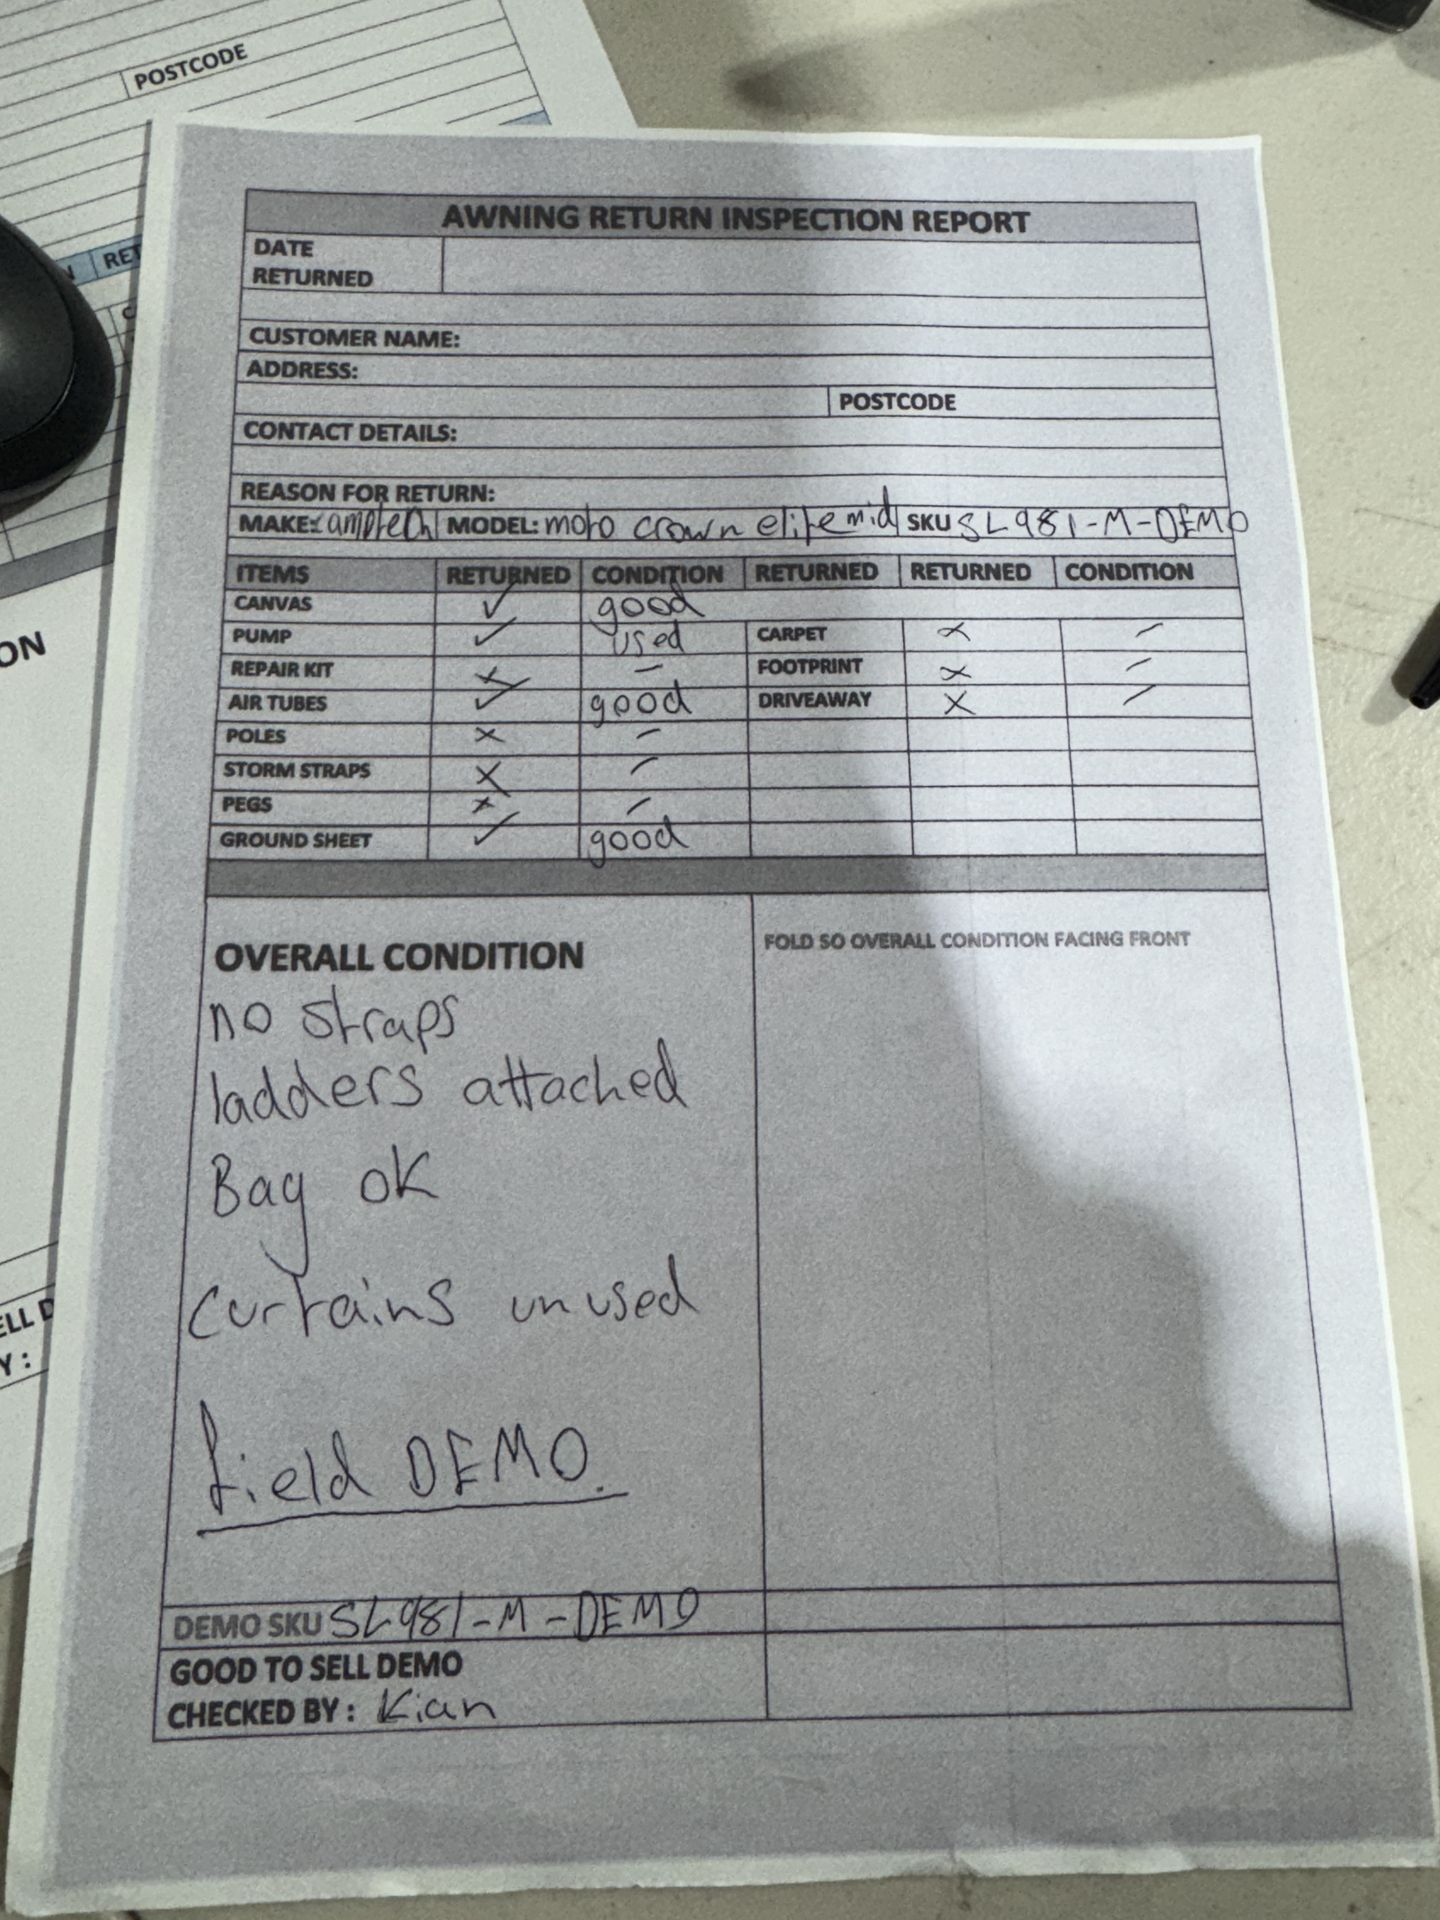 POSTCODE
AWNING RETURN INSPECTION REPORT
DATE
RETURNED
CUSTOMER NAME:
ADDRESS:
POSTCODE
CONTACT DETAILS:
REASON FOR RETURN:
MAKE: camptech MODEL: moto crown elite mid SKU SL981-M-DEMO
ITEMS RETURNED CONDITION RETURNED RETURNED CONDITION
CANVAS ✓ good
PUMP ✓ used CARPET x –
REPAIR KIT x – FOOTPRINT x –
AIR TUBES ✓ good DRIVEAWAY x –
POLES x –
STORM STRAPS x –
PEGS x –
GROUND SHEET ✓ good
OVERALL CONDITION
FOLD SO OVERALL CONDITION FACING FRONT
no straps
ladders attached
Bag ok
curtains unused
field DEMO.
DEMO SKU SL981-M-DEMO
GOOD TO SELL DEMO
CHECKED BY: Kian